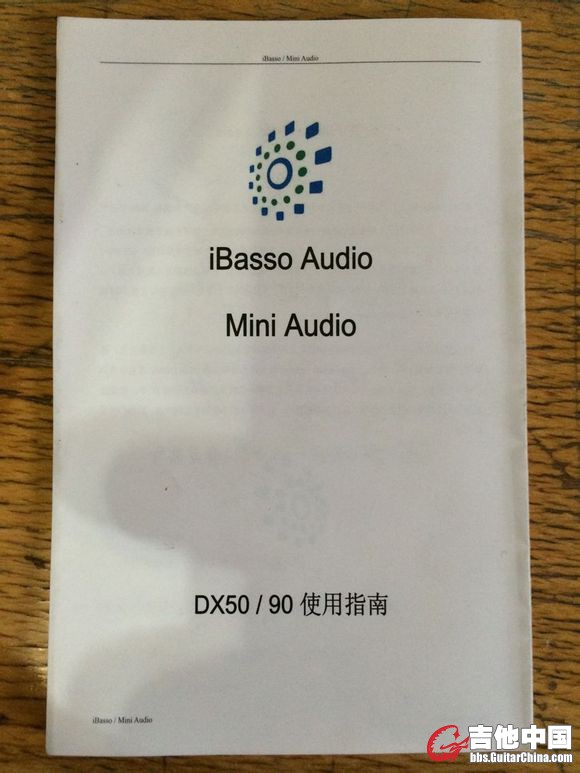 iBasso / Mini Audio
iBasso Audio
Mini Audio
DX50 / 90 使用指南
iBasso / Mini Audio
吉他中国
bbs.GuitarChina.com